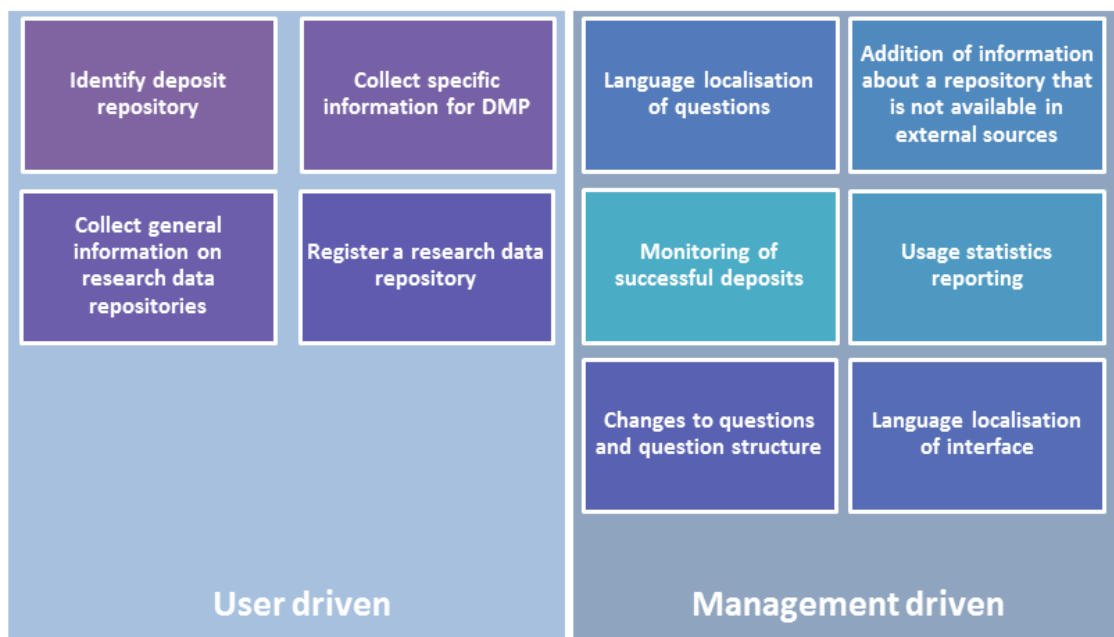 Identify deposit
repository
Collect specific
information for DMP
Collect general
information on
research data
repositories
Register a research data
repository
User driven
Language localisation
of questions
Addition of information
about a repository that
is not available in
external sources
Monitoring of
successful deposits
Usage statistics
reporting
Changes to questions
and question structure
Language localisation
of interface
Management driven